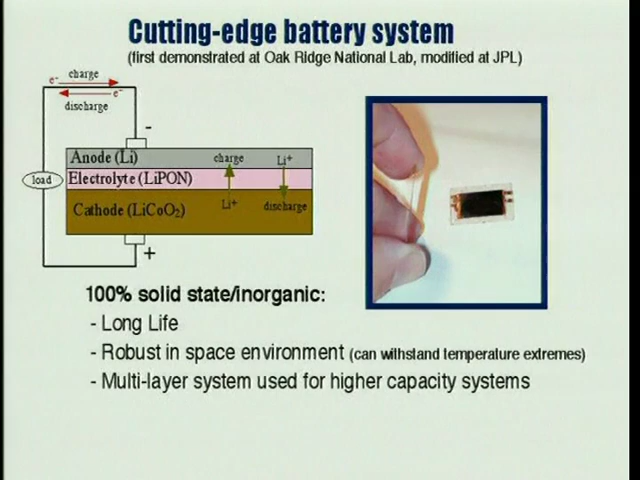 Cutting-edge battery system
(first demonstrated at Oak Ridge National Lab, modified at JPL)
e⁻ charge
e⁻
discharge
-
Anode (Li) charge Li⁺
load Electrolyte (LiPON)
Cathode (LiCoO₂) Li⁺ discharge
+
100% solid state/inorganic:
- Long Life
- Robust in space environment (can withstand temperature extremes)
- Multi-layer system used for higher capacity systems